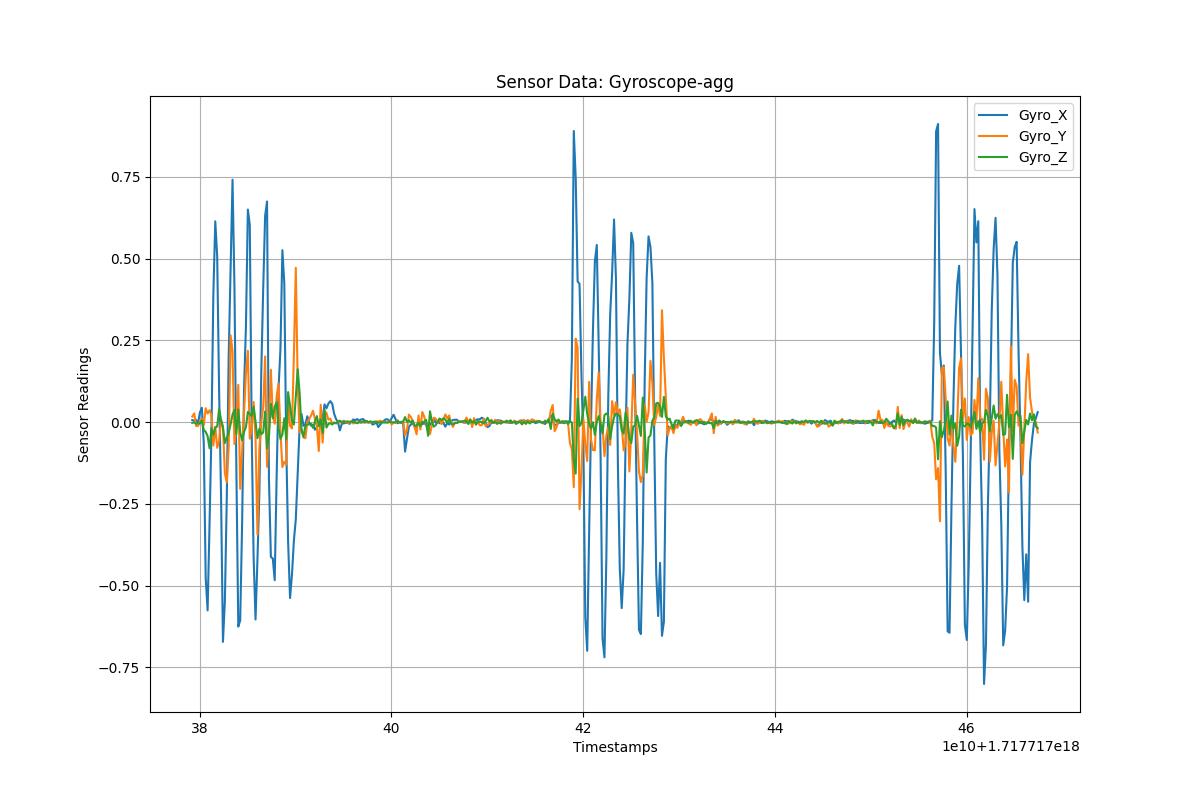 Sensor Data: Gyroscope-agg
Gyro_X
Gyro_Y
Gyro_Z
Sensor Readings
0.75
0.50
0.25
0.00
−0.25
−0.50
−0.75
38 40 42 44 46
Timestamps
1e10+1.717717e18